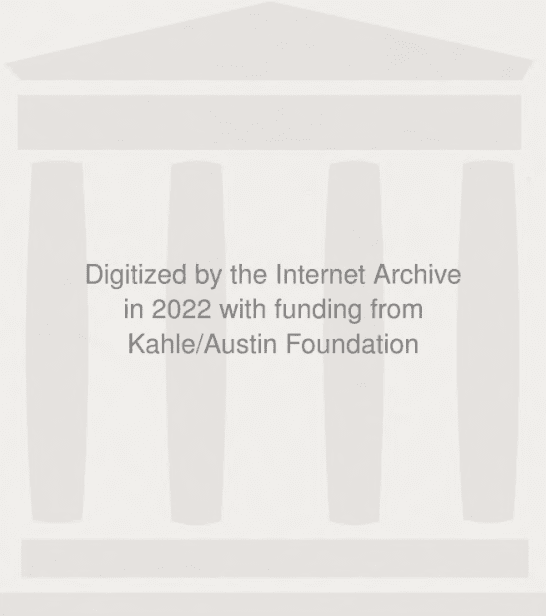 Digitized by the Internet Archive
in 2022 with funding from
Kahle/Austin Foundation